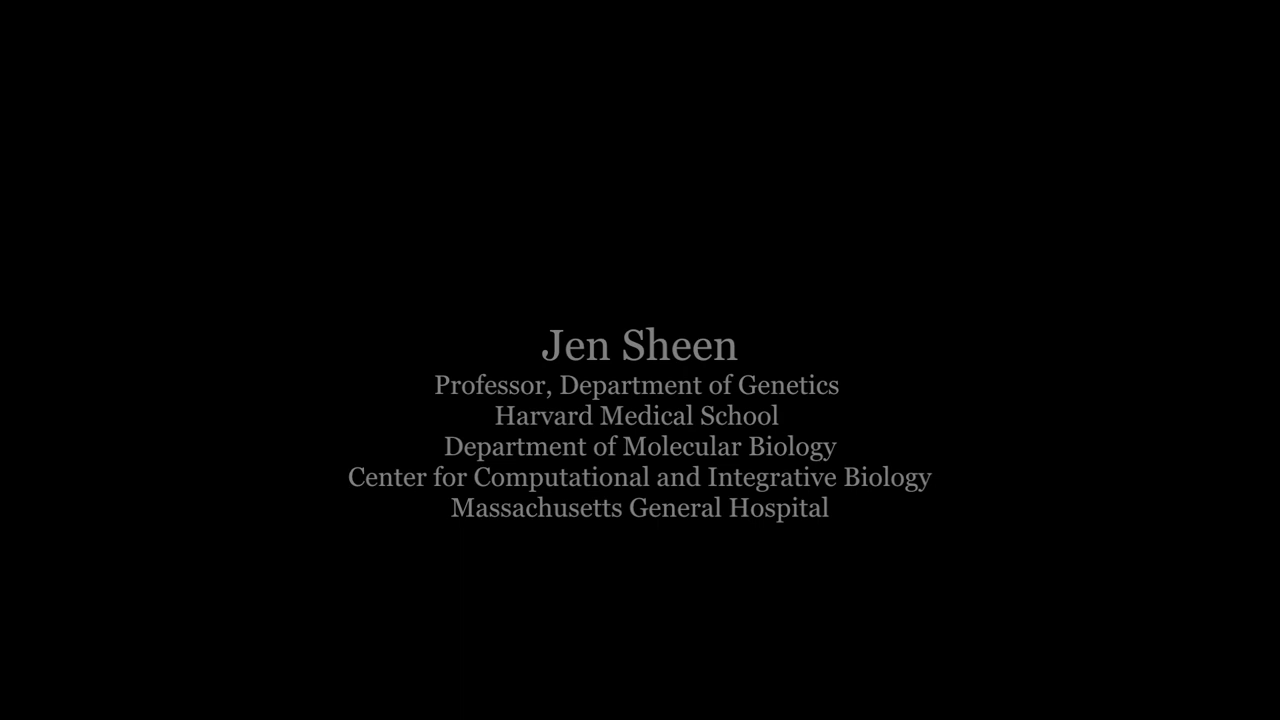 Jen Sheen
Professor, Department of Genetics
Harvard Medical School
Department of Molecular Biology
Center for Computational and Integrative Biology
Massachusetts General Hospital